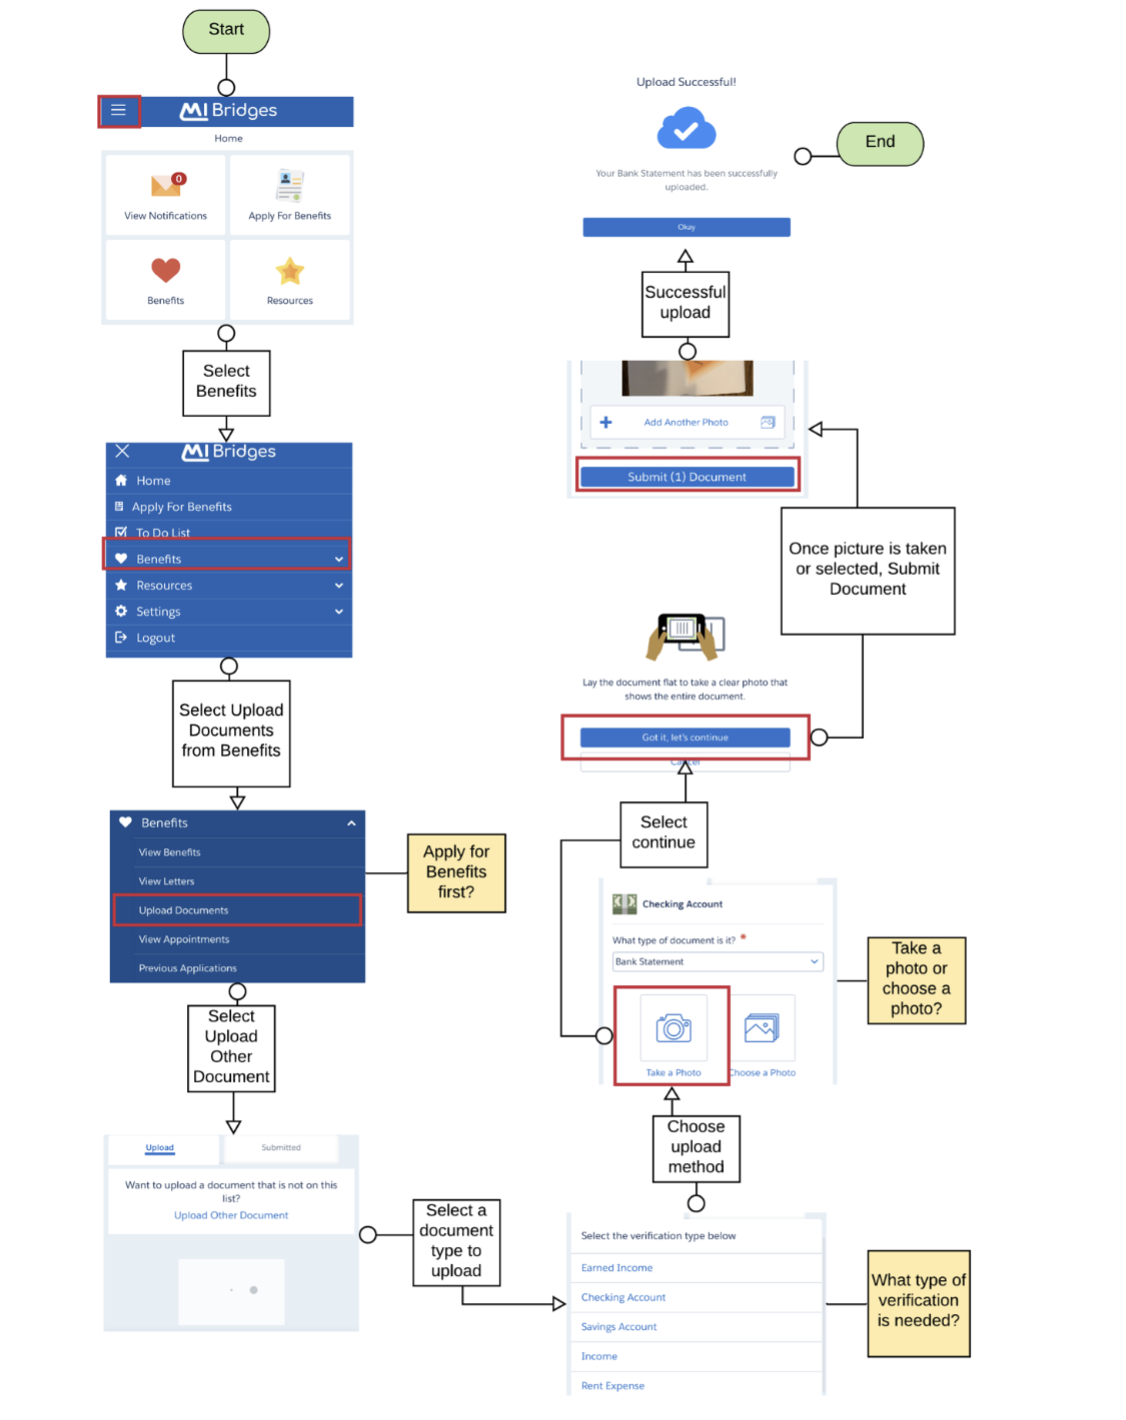 Start
MI Bridges
Home
0
View Notifications
Apply For Benefits
Benefits
Resources
Select
Benefits
MI Bridges
Home
Apply For Benefits
To Do List
Benefits
Resources
Settings
Logout
Select Upload
Documents
from Benefits
Benefits
View Benefits
View Letters
Upload Documents
View Appointments
Previous Applications
Apply for
Benefits
first?
Select
Upload
Other
Document
Upload
Submitted
Want to upload a document that is not on this
list?
Upload Other Document
Select a
document
type to
upload
Select the verification type below
Earned Income
Checking Account
Savings Account
Income
Rent Expense
What type of
verification
is needed?
Choose
upload
method
Checking Account
What type of document is it? *
Bank Statement
Take a Photo
Choose a Photo
Take a
photo or
choose a
photo?
Select
continue
Lay the document flat to take a clear photo that
shows the entire document.
Got it, let's continue
Cancel
Once picture is taken
or selected, Submit
Document
Add Another Photo
Submit (1) Document
Successful
upload
Upload Successful!
Your Bank Statement has been successfully
uploaded.
Okay
End